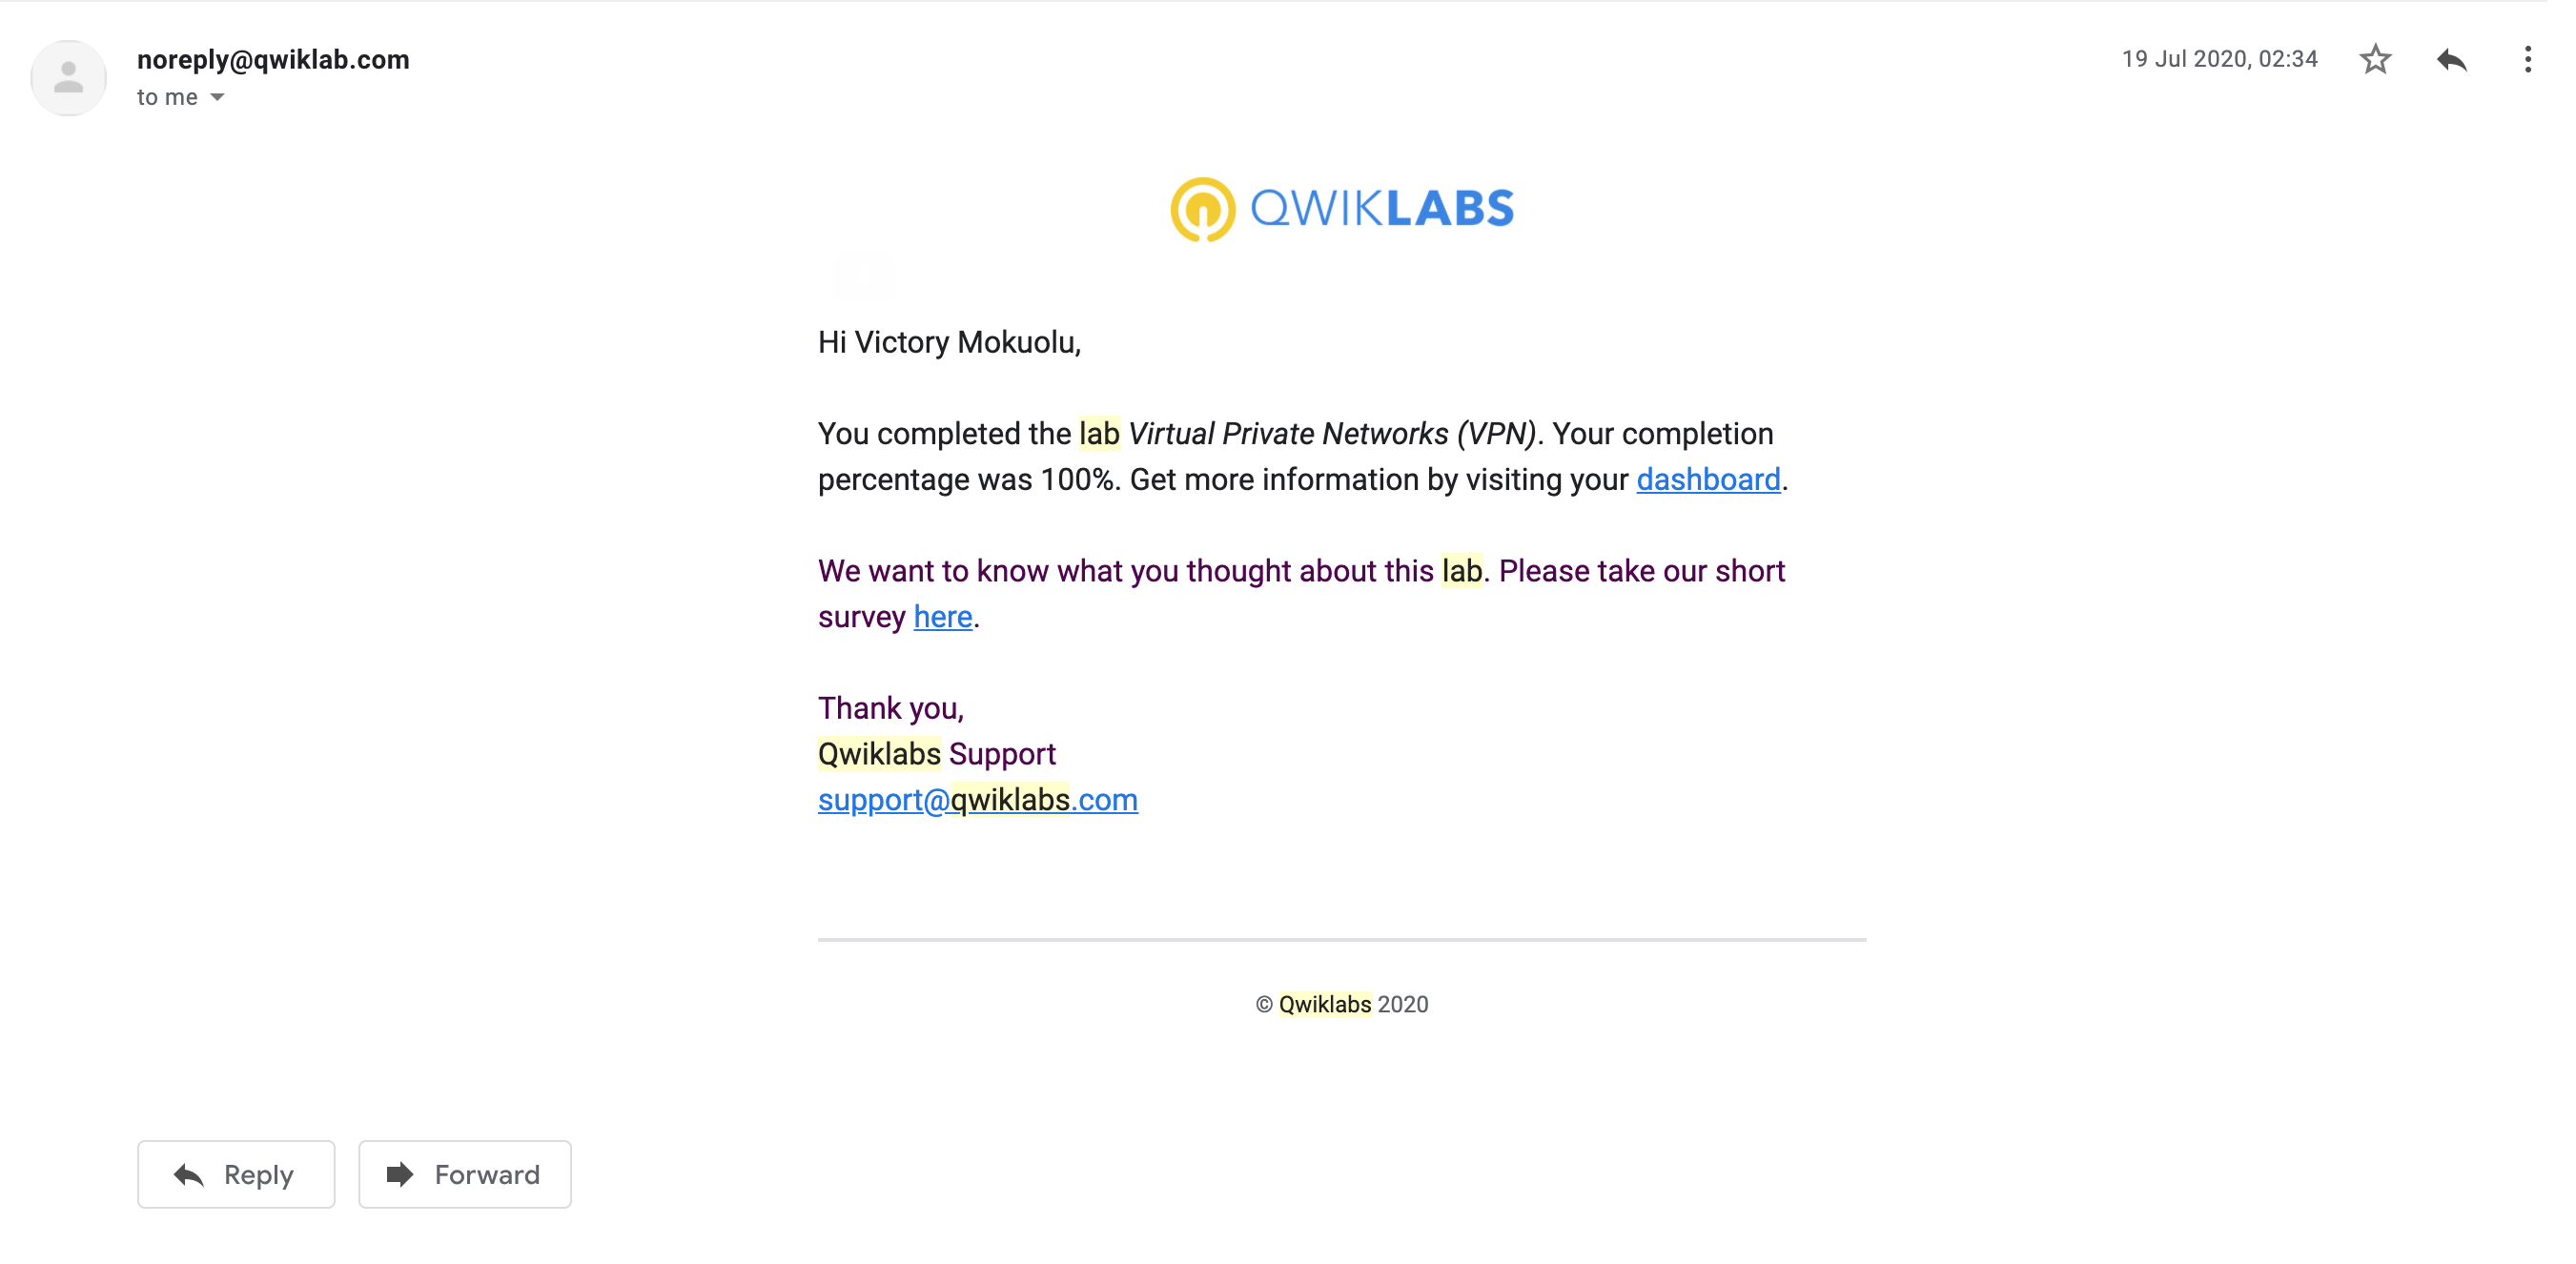 noreply@qwiklab.com
19 Jul 2020, 02:34
to me
QWIKLABS
Hi Victory Mokuolu,
You completed the lab Virtual Private Networks (VPN). Your completion
percentage was 100%. Get more information by visiting your dashboard.
We want to know what you thought about this lab. Please take our short
survey here.
Thank you,
Qwiklabs Support
support@qwiklabs.com
© Qwiklabs 2020
Reply
Forward